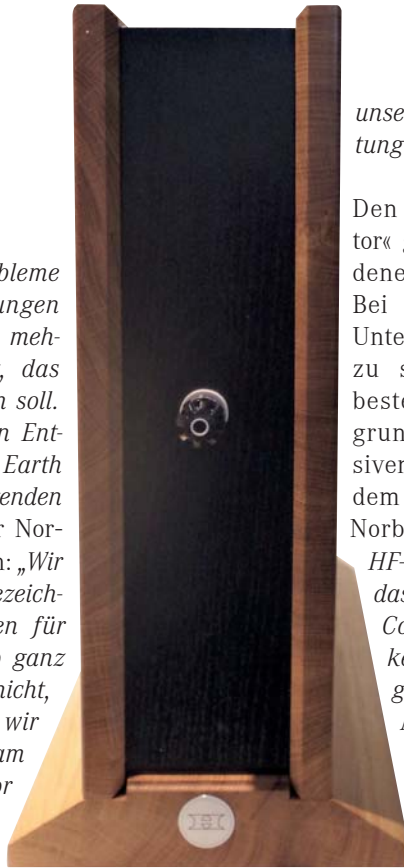 bleme
ungen
meh-
, das
n soll.
n Ent-
Earth
enden
r Nor-
n: „Wir
ezeich-
en für
o ganz
nicht,
wir
am
or
unse
tung
Den
tor«
dene
Bei
Unte
zu s
beste
grun
siver
dem
Norb
HF-
das
Co
ke
g